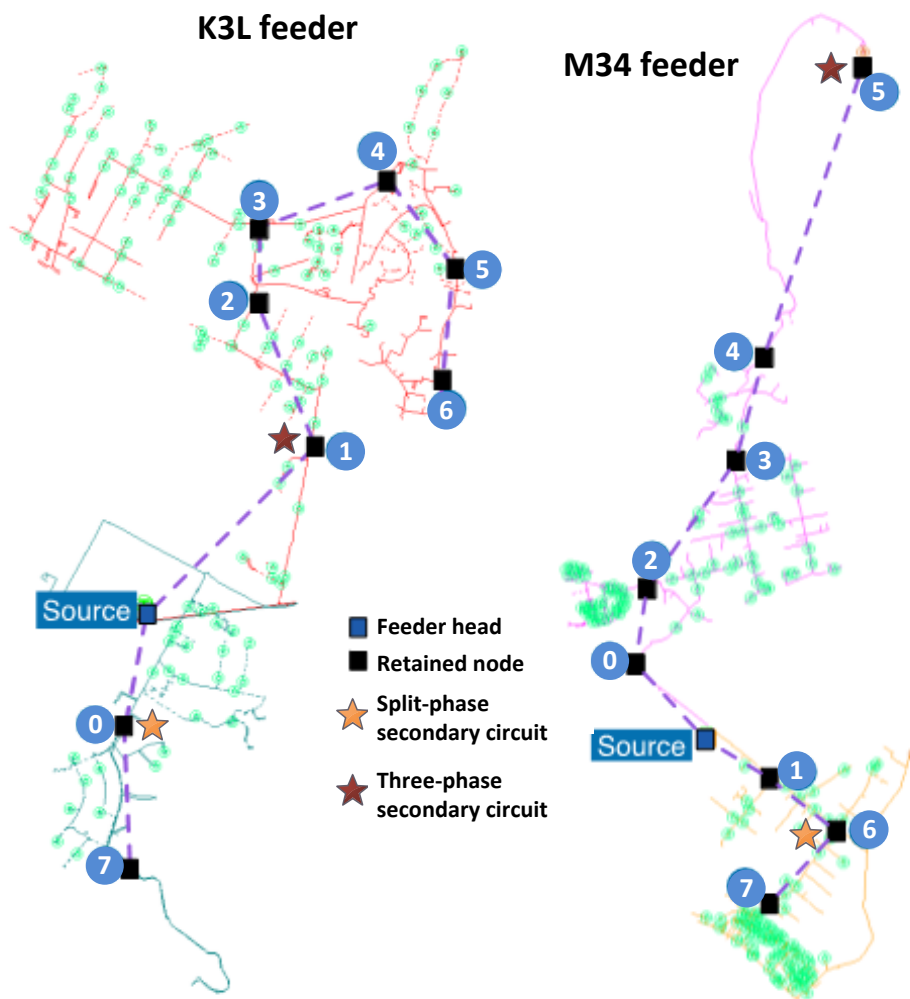 K3L feeder
M34 feeder
5
4
3
5
2
4
6
1
3
2
Source
0
Feeder head
Retained node
Split-phase
secondary circuit
Three-phase
secondary circuit
0
Source
1
6
7
7